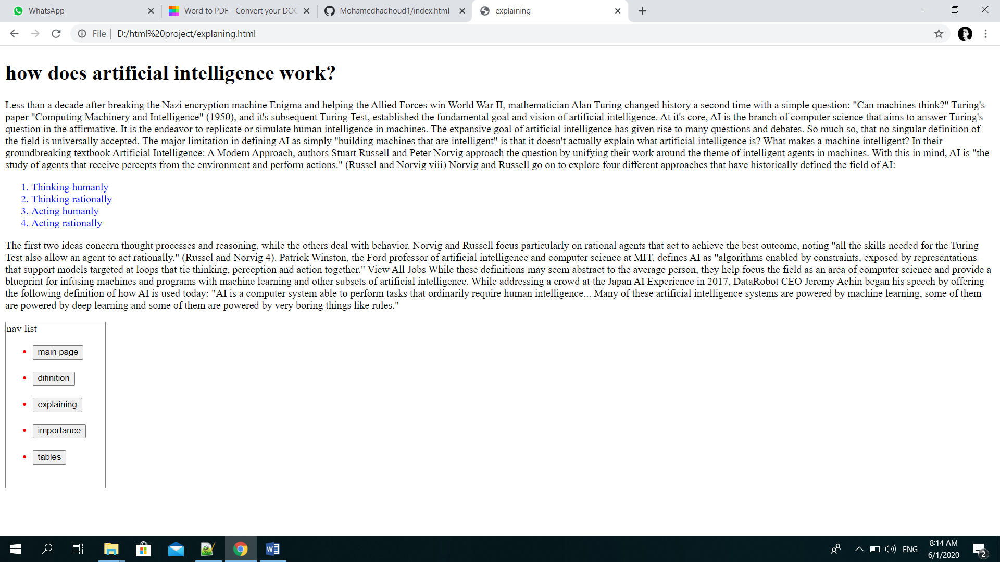 WhatsApp
Word to PDF - Convert your DOC
Mohamedhadhoud1/index.html
explaining
File
D:/html%20project/explaning.html
how does artificial intelligence work?
Less than a decade after breaking the Nazi encryption machine Enigma and helping the Allied Forces win World War II, mathematician Alan Turing changed history a second time with a simple question: "Can machines think?" Turing's
paper "Computing Machinery and Intelligence" (1950), and it's subsequent Turing Test, established the fundamental goal and vision of artificial intelligence. At it's core, AI is the branch of computer science that aims to answer Turing's
question in the affirmative. It is the endeavor to replicate or simulate human intelligence in machines. The expansive goal of artificial intelligence has given rise to many questions and debates. So much so, that no singular definition of
the field is universally accepted. The major limitation in defining AI as simply "building machines that are intelligent" is that it doesn't actually explain what artificial intelligence is? What makes a machine intelligent? In their
groundbreaking textbook Artificial Intelligence: A Modern Approach, authors Stuart Russell and Peter Norvig approach the question by unifying their work around the theme of intelligent agents in machines. With this in mind, AI is "the
study of agents that receive percepts from the environment and perform actions." (Russel and Norvig viii) Norvig and Russell go on to explore four different approaches that have historically defined the field of AI:
1. Thinking humanly
2. Thinking rationally
3. Acting humanly
4. Acting rationally
The first two ideas concern thought processes and reasoning, while the others deal with behavior. Norvig and Russell focus particularly on rational agents that act to achieve the best outcome, noting "all the skills needed for the Turing
Test also allow an agent to act rationally." (Russel and Norvig 4). Patrick Winston, the Ford professor of artificial intelligence and computer science at MIT, defines AI as "algorithms enabled by constraints, exposed by representations
that support models targeted at loops that tie thinking, perception and action together." View All Jobs While these definitions may seem abstract to the average person, they help focus the field as an area of computer science and provide a
blueprint for infusing machines and programs with machine learning and other subsets of artificial intelligence. While addressing a crowd at the Japan AI Experience in 2017, DataRobot CEO Jeremy Achin began his speech by offering
the following definition of how AI is used today: "AI is a computer system able to perform tasks that ordinarily require human intelligence... Many of these artificial intelligence systems are powered by machine learning, some of them
are powered by deep learning and some of them are powered by very boring things like rules."
nav list
main page
difinition
explaining
importance
tables
ENG
8:14 AM
6/1/2020
2